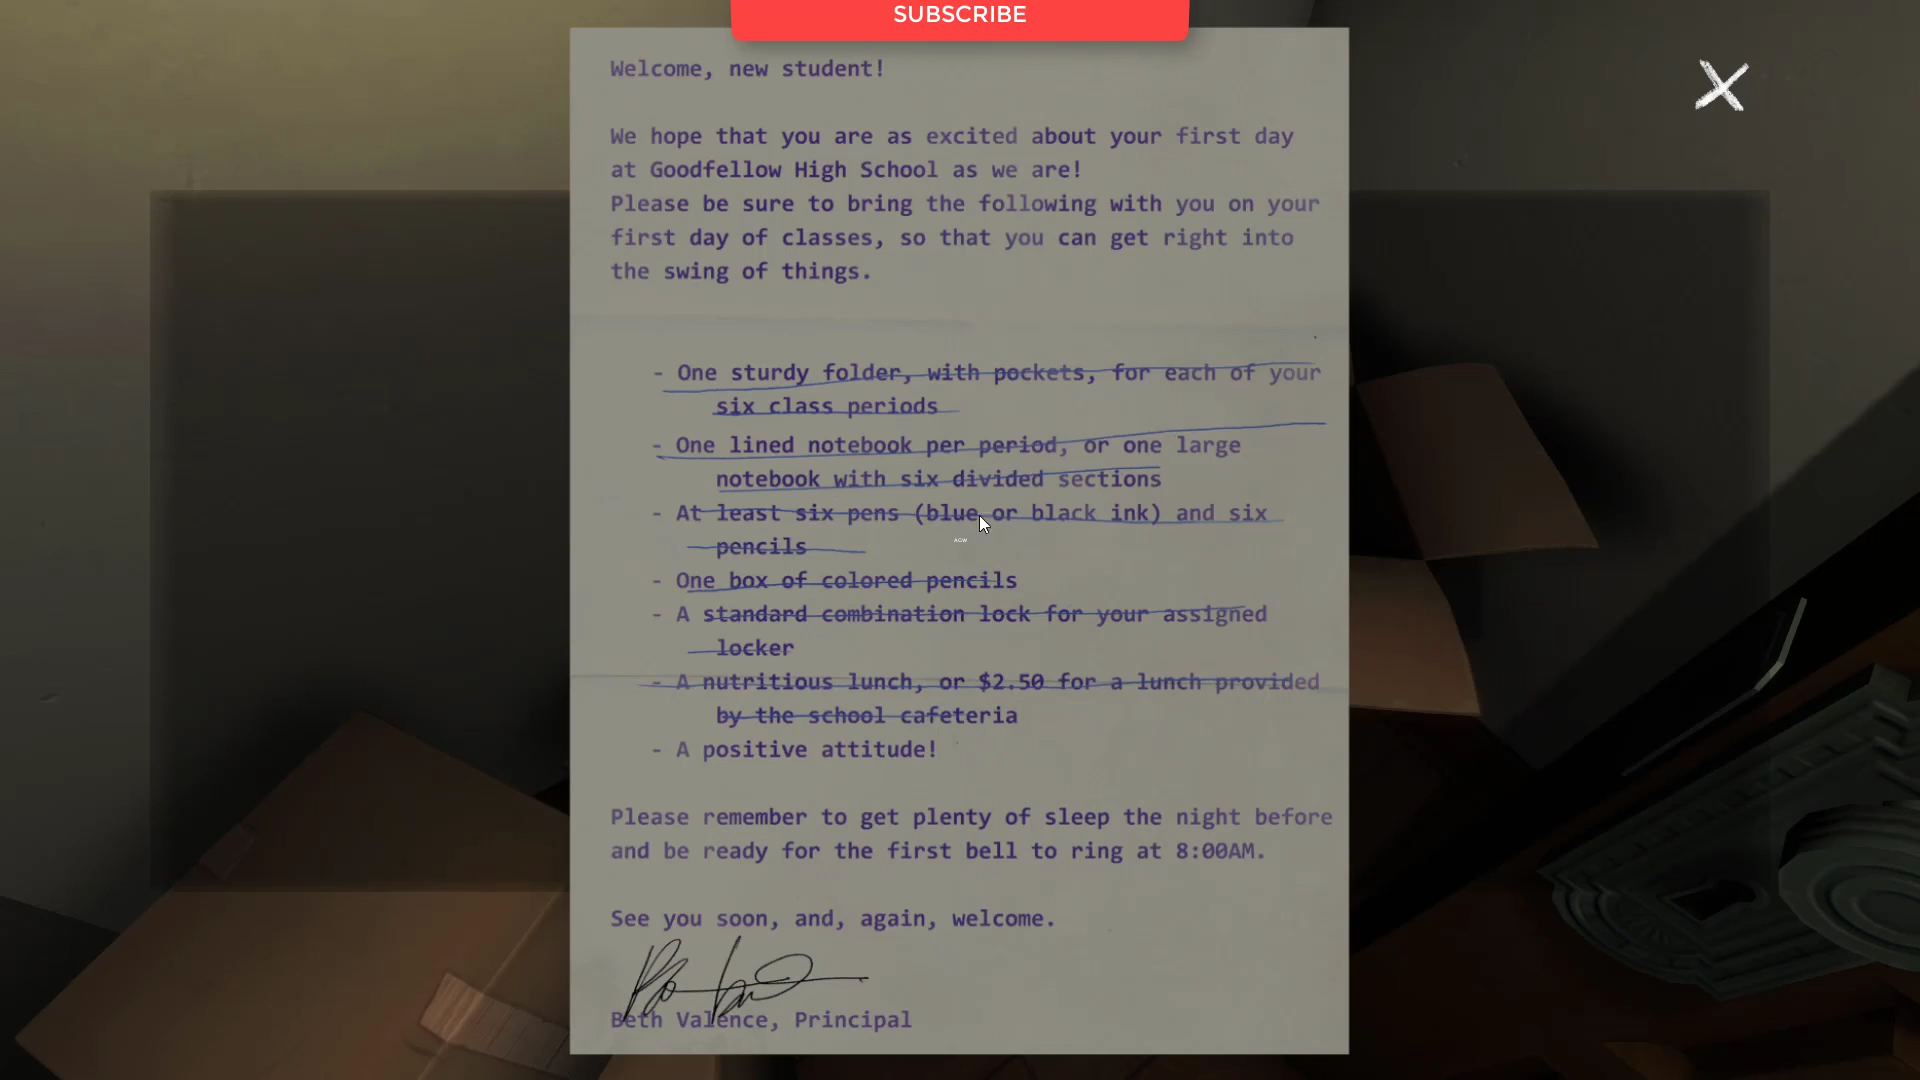 SUBSCRIBE
Welcome, new student!
We hope that you are as excited about your first day
at Goodfellow High School as we are!
Please be sure to bring the following with you on your
first day of classes, so that you can get right into
the swing of things.
- One sturdy folder, with pockets, for each of your
six class periods
- One lined notebook per period, or one large
notebook with six divided sections
- At least six pens (blue or black ink) and six
pencils
- One box of colored pencils
- A standard combination lock for your assigned
locker
- A nutritious lunch, or $2.50 for a lunch provided
by the school cafeteria
- A positive attitude!
Please remember to get plenty of sleep the night before
and be ready for the first bell to ring at 8:00AM.
See you soon, and, again, welcome.
Beth Valence, Principal